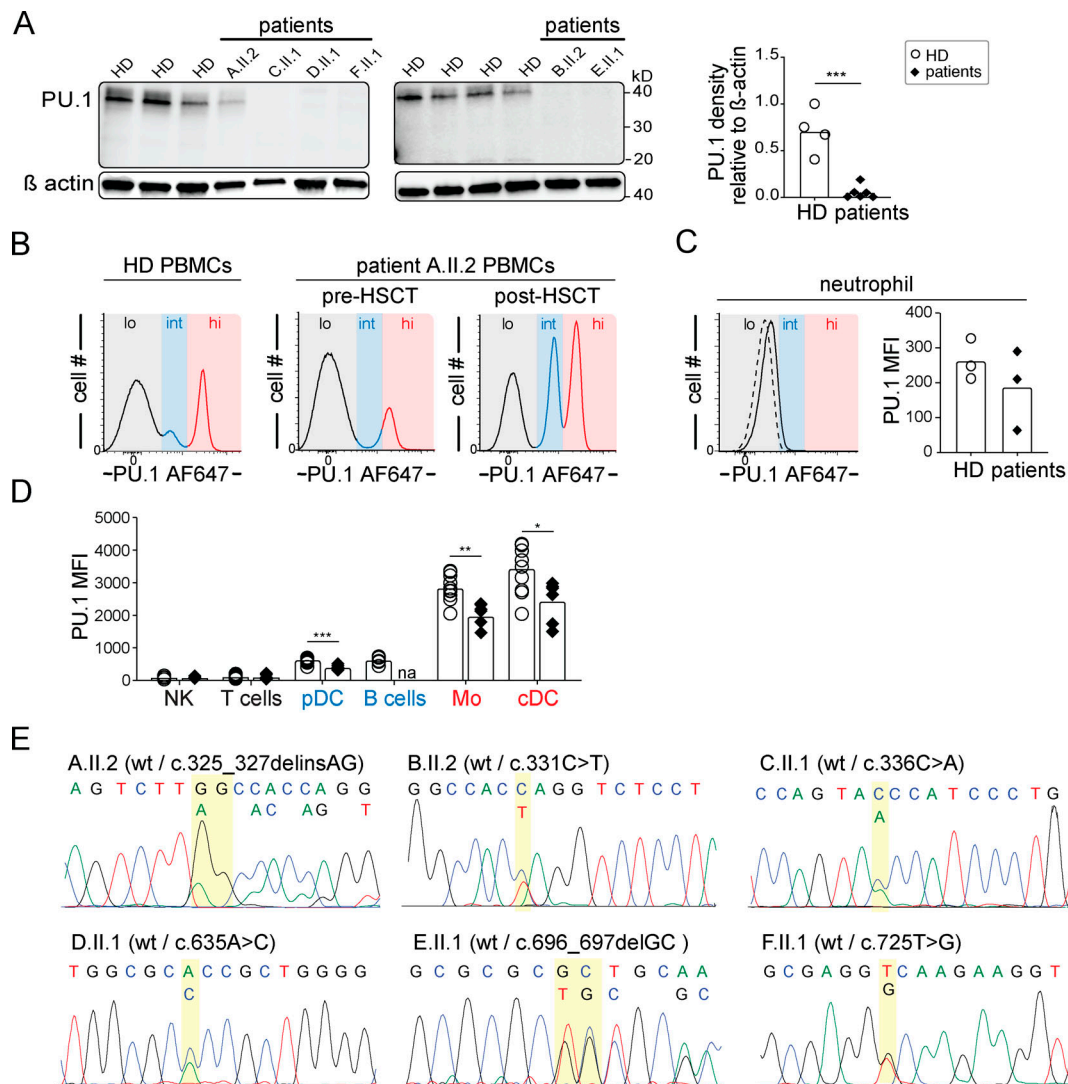 A
patients
HD HD HD A.II.2 C.II.1 D.II.1 F.II.1
PU.1
ß actin
patients
HD HD HD HD B.II.2 E.II.1
kD
40
30
20
40
HD
patients
PU.1 density
relative to ß-actin
1.5
1.0
0.5
0.0
***
HD patients
B
HD PBMCs
patient A.II.2 PBMCs
pre-HSCT
post-HSCT
lo int hi
lo int hi
lo int hi
cell #
cell #
cell #
0 0
0 0
0 0
-PU.1 AF647-
-PU.1 AF647-
-PU.1 AF647-
C
neutrophil
lo int hi
cell #
0 0
-PU.1 AF647-
PU.1 MFI
400
300
200
100
0
HD patients
D
PU.1 MFI
5000
4000
3000
2000
1000
0
***
na
**
*
NK T cells pDC B cells Mo cDC
E
A.II.2 (wt / c.325_327delinsAG)
A G T C T T G G C C A C C A G G
A A C A G T
B.II.2 (wt / c.331C>T)
G G C C A C C A G G T C T C C T
T
C.II.1 (wt / c.336C>A)
C C A G T A C C C A T C C C T G
A
D.II.1 (wt / c.635A>C)
T G G C G C A C C G C T G G G G
C
E.II.1 (wt / c.696_697delGC )
G C G C G C G C T G C A A
T G C G C
F.II.1 (wt / c.725T>G)
G C G A G G T C A A G A A G G T
G